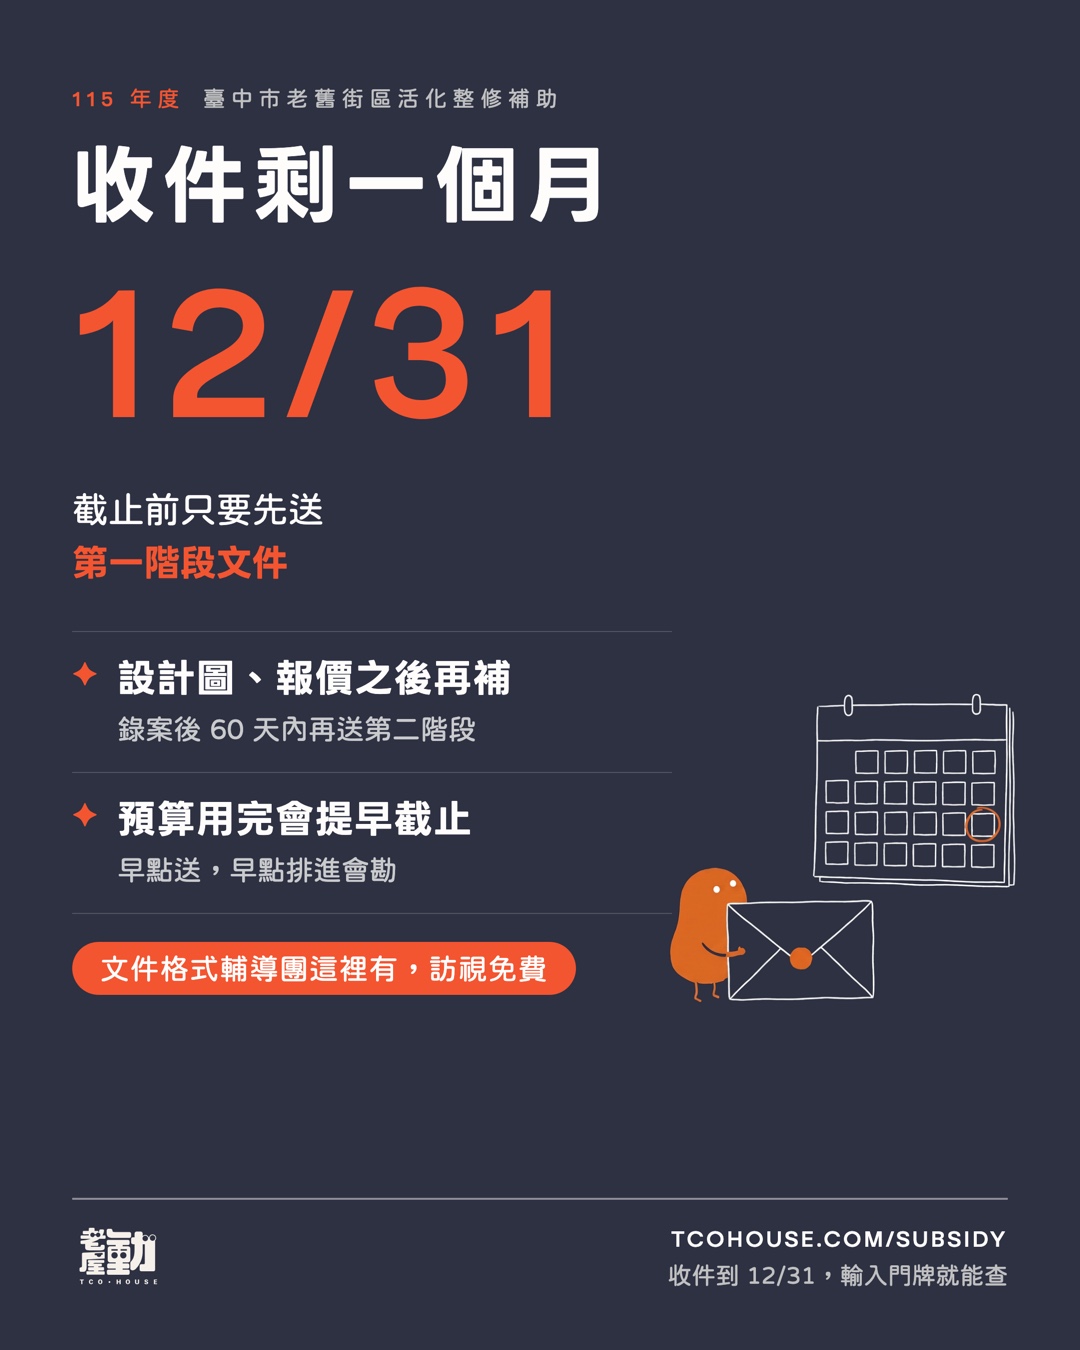 115 年度 臺中市老舊街區活化整修補助
收件剩一個月
12/31
截止前只要先送
第一階段文件
設計圖、報價之後再補
錄案後 60 天內再送第二階段
預算用完會提早截止
早點送，早點排進會勘
文件格式輔導團這裡有，訪視免費
老屋動
TCO·HOUSE
TCOHOUSE.COM/SUBSIDY
收件到 12/31，輸入門牌就能查